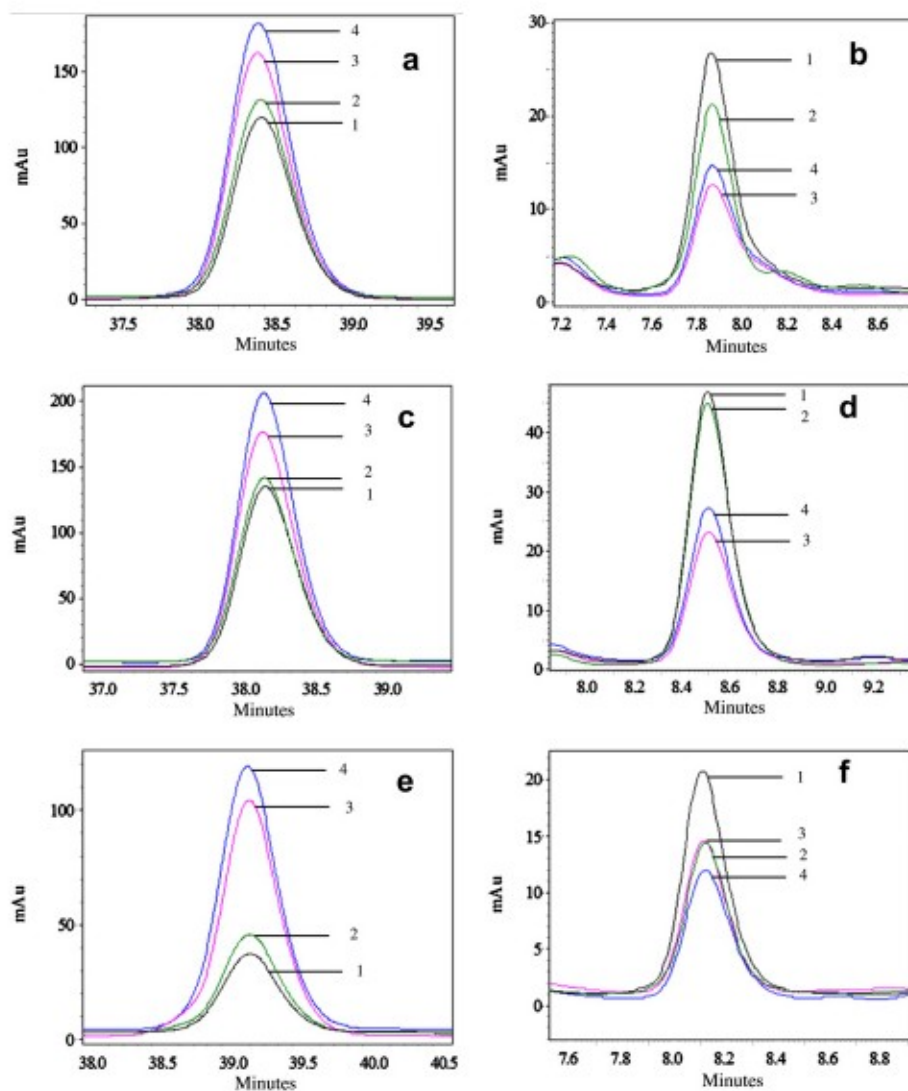 a
150
100
50
0
mAu
4
3
2
1
37.5 38.0 38.5 39.0 39.5
Minutes
b
30
20
10
0
mAu
1
2
4
3
7.2 7.4 7.6 7.8 8.0 8.2 8.4 8.6
Minutes
c
200
150
100
50
0
mAu
4
3
2
1
37.0 37.5 38.0 38.5 39.0
Minutes
d
40
30
20
10
0
mAu
1
2
4
3
8.0 8.2 8.4 8.6 8.8 9.0 9.2
Minutes
e
100
50
0
mAu
4
3
2
1
38.0 38.5 39.0 39.5 40.0 40.5
Minutes
f
20
15
10
5
0
mAu
1
3
2
4
7.6 7.8 8.0 8.2 8.4 8.6 8.8
Minutes